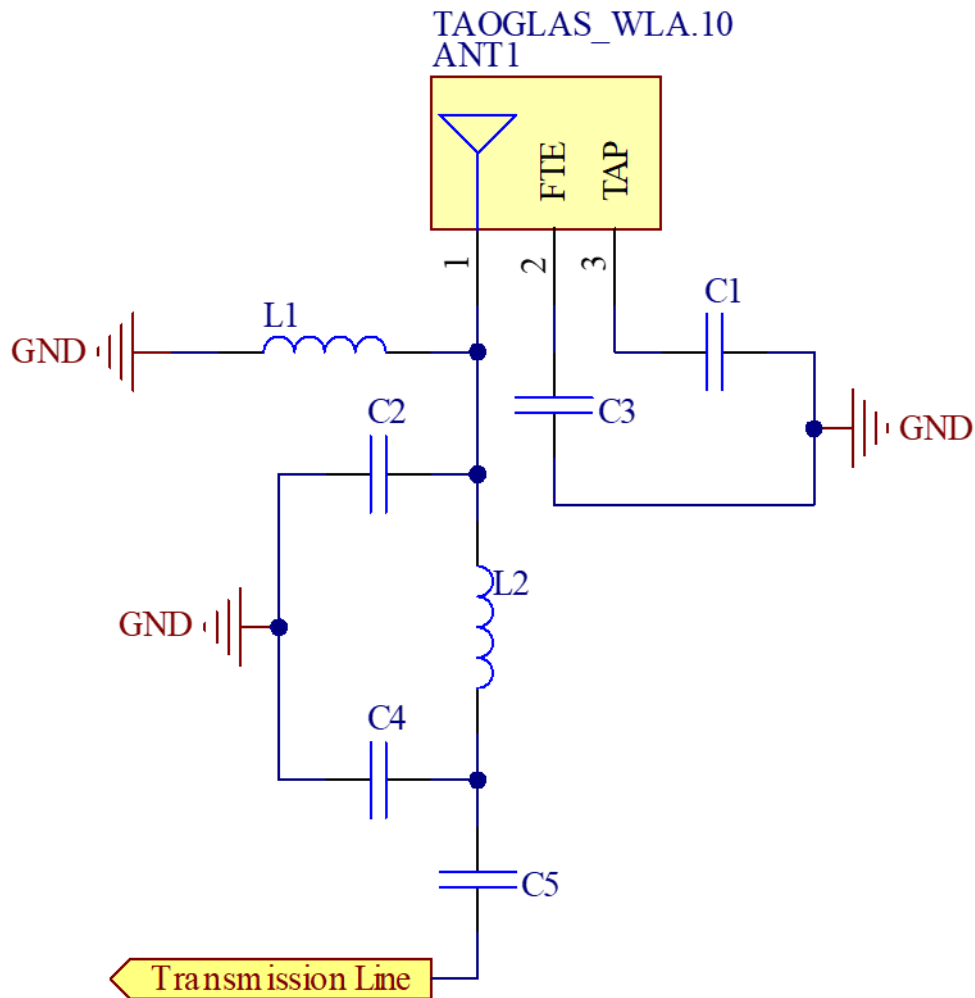 TAOGLAS_WLA.10
ANT1
FTE
TAP
1
2
3
C1
L1
GND
C2
C3
GND
L2
GND
C4
C5
Transmission Line